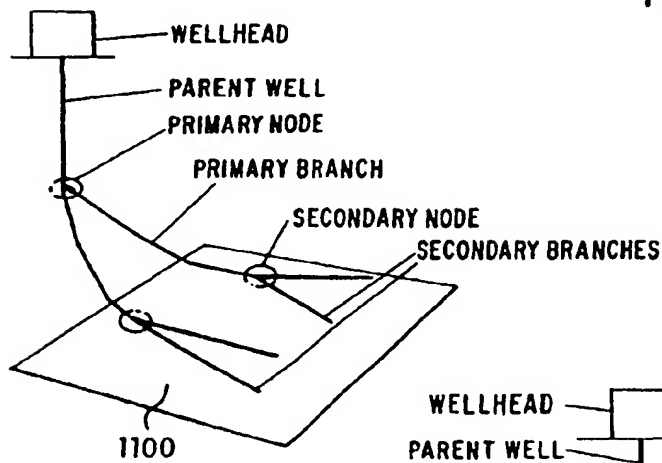 WELLHEAD
PARENT WELL
PRIMARY NODE
PRIMARY BRANCH
SECONDARY NODE
SECONDARY BRANCHES
1100
WELLHEAD
PARENT WELL